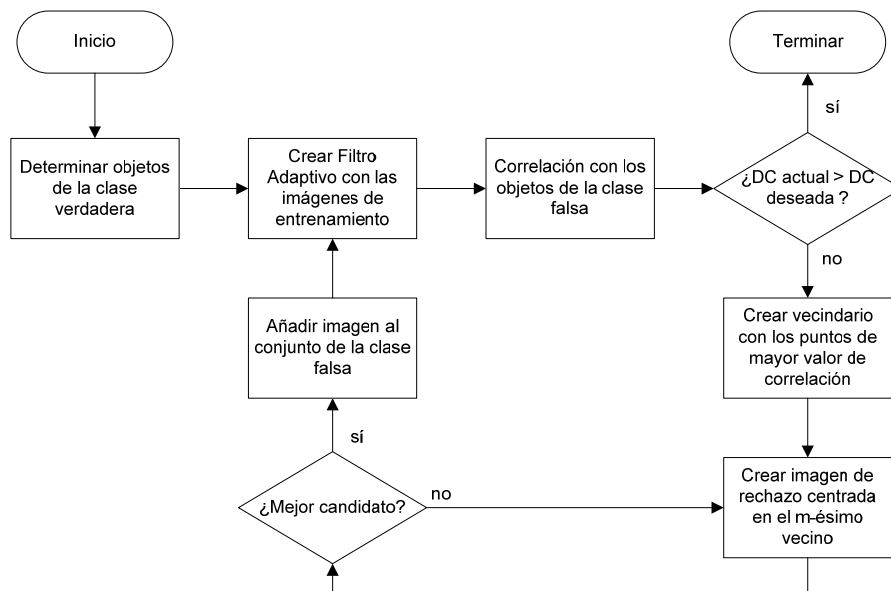 Inicio
Terminar
sí
Determinar objetos
de la clase
verdadera
Crear Filtro
Adaptivo con las
imágenes de
entrenamiento
Correlación con los
objetos de la clase
falsa
¿DC actual > DC
deseada ?
no
Añadir imagen al
conjunto de la clase
falsa
Crear vecindario
con los puntos de
mayor valor de
correlación
sí
¿Mejor candidato?
no
Crear imagen de
rechazo centrada
en el m-ésimo
vecino